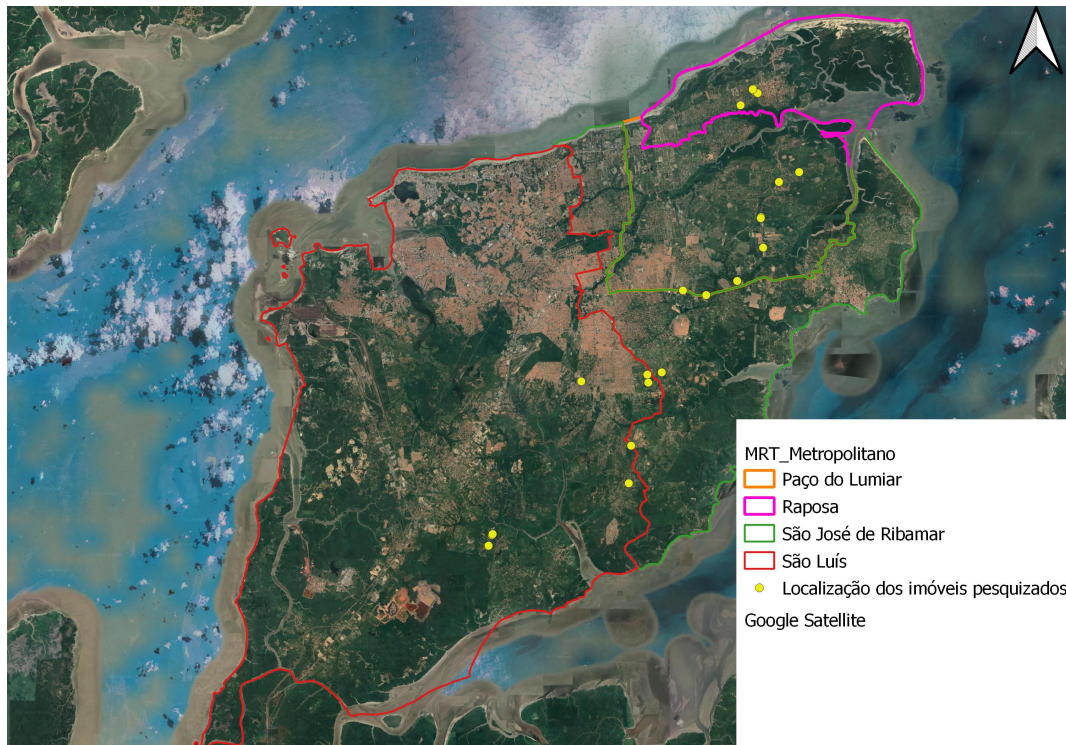 MRT_Metropolitano
Paço do Lumiar
Raposa
São José de Ribamar
São Luís
Localização dos imóveis pesquizados
Google Satellite